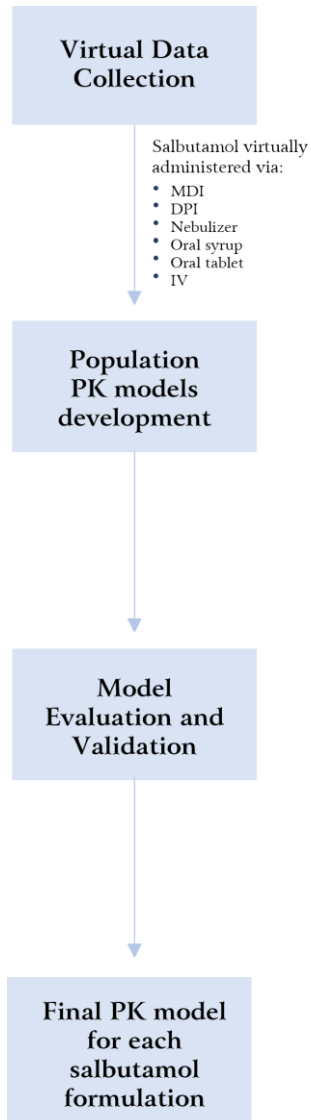 Virtual Data
Collection
Salbutamol virtually
administered via:
• MDI
• DPI
• Nebulizer
• Oral syrup
• Oral tablet
• IV
Population
PK models
development
Model
Evaluation and
Validation
Final PK model
for each
salbutamol
formulation